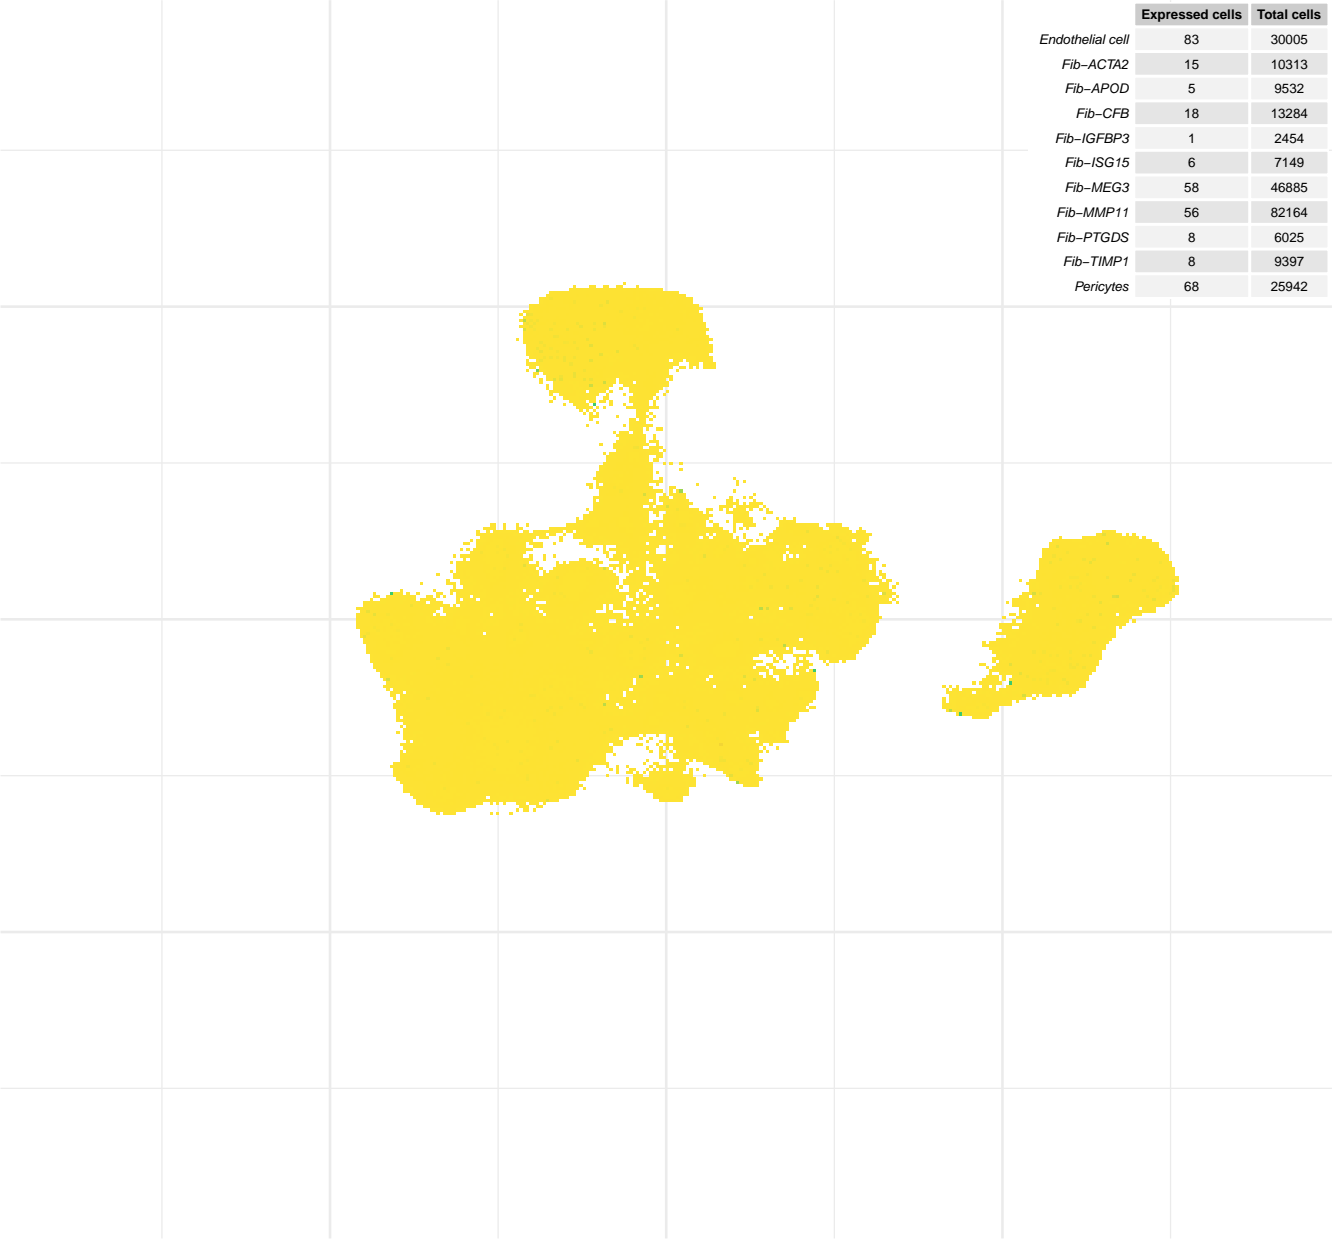 Expressed cells Total cells
Endothelial cell 83 30005
Fib−ACTA2 15 10313
Fib−APOD 5 9532
Fib−CFB 18 13284
Fib−IGFBP3 1 2454
Fib−ISG15 6 7149
Fib−MEG3 58 46885
Fib−MMP11 56 82164
Fib−PTGDS 8 6025
Fib−TIMP1 8 9397
Pericytes 68 25942